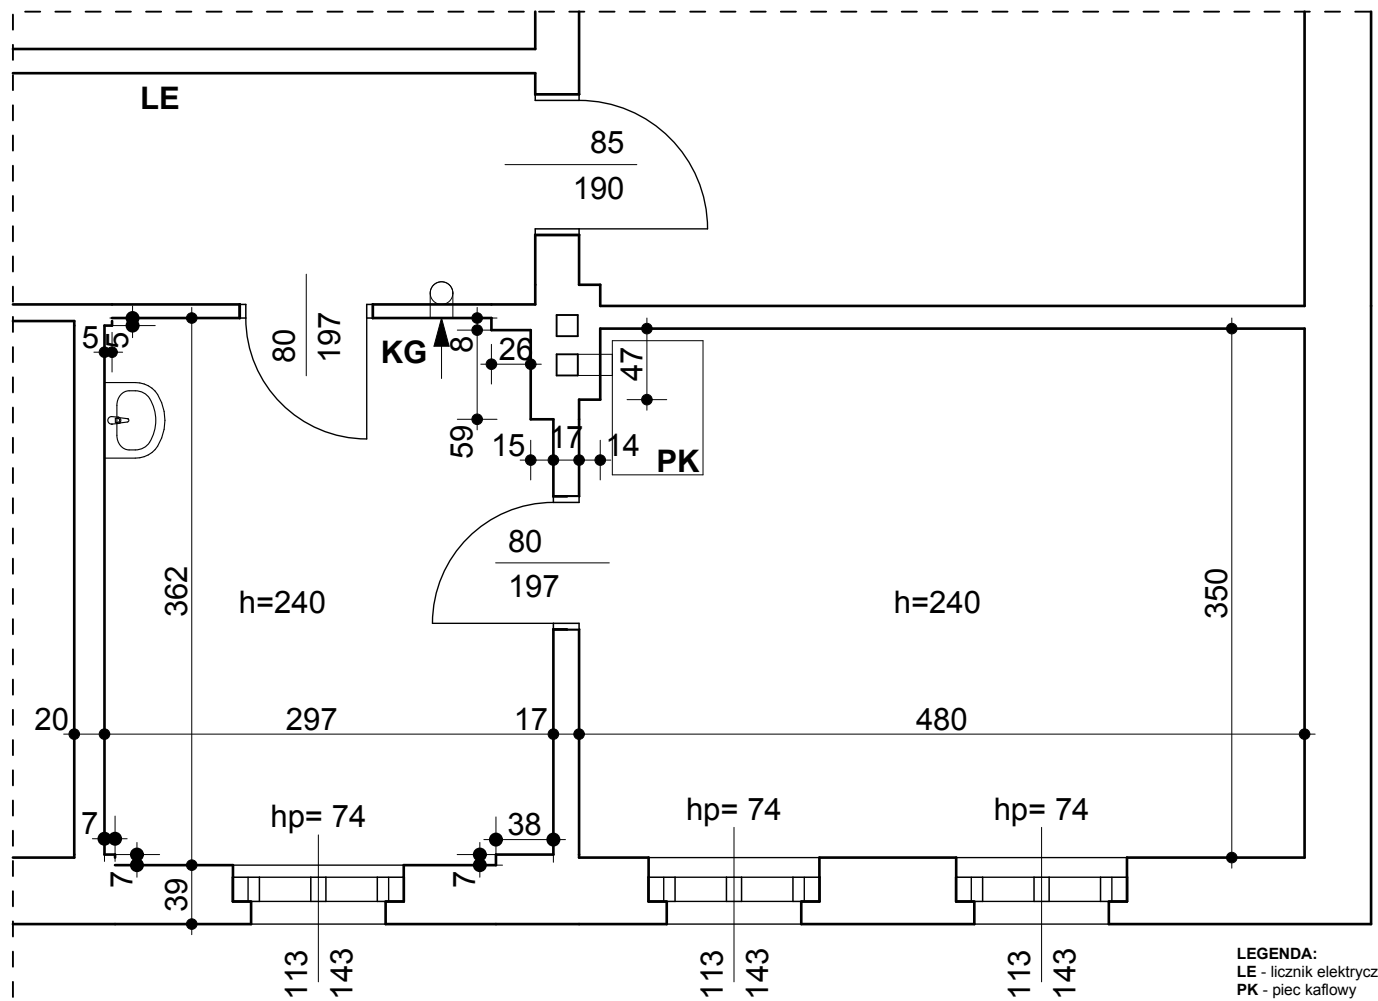 LE
85
190
80
197
5
5
KG
8
26
47
59
15
17
14
PK
80
197
362
h=240
h=240
350
20
297
17
480
hp= 74
hp= 74
hp= 74
7
38
7
7
39
113
143
113
143
113
143
LEGENDA:
LE - licznik elektrycz
PK - piec kaflowy